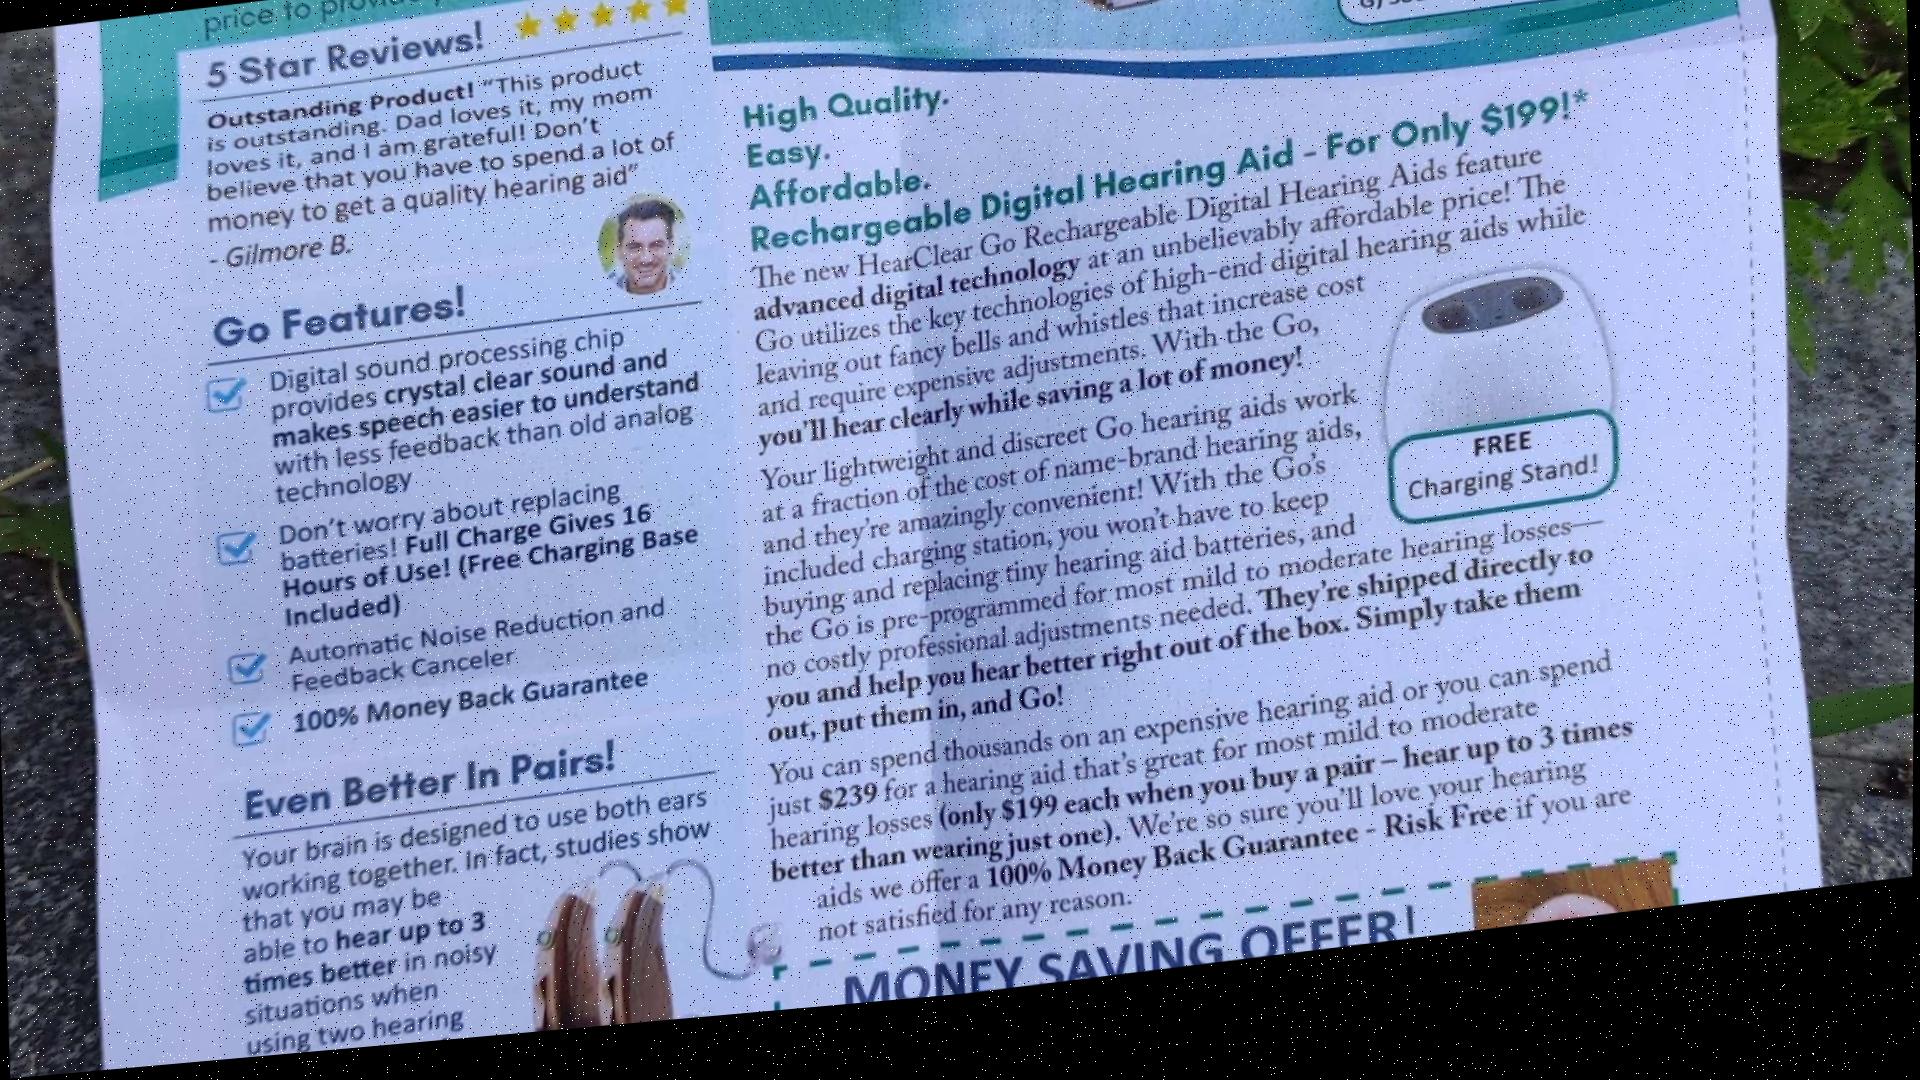 price to
5 Star Reviews!
Outstanding Product! "This product
is outstanding. Dad loves it, my mom
loves it, and I am grateful! Don't
believe that you have to spend a lot of
money to get a quality hearing aid"
- Gilmore B.
Go Features!
Digital sound processing chip
provides crystal clear sound and
makes speech easier to understand
with less feedback than old analog
technology
Don't worry about replacing
batteries! Full Charge Gives 16
Hours of Use! (Free Charging Base
Included)
Automatic Noise Reduction and
Feedback Canceler
100% Money Back Guarantee
Even Better In Pairs!
Your brain is designed to use both ears
working together. In fact, studies show
that you may be
able to hear up to 3
times better in noisy
situations when
using two hearing
High Quality.
Easy.
Affordable.
Rechargeable Digital Hearing Aid - For Only $199!*
The new HearClear Go Rechargeable Digital Hearing Aids feature
advanced digital technology at an unbelievably affordable price! The
Go utilizes the key technologies of high-end digital hearing aids while
leaving out fancy bells and whistles that increase cost
and require expensive adjustments. With the Go,
you'll hear clearly while saving a lot of money!
Your lightweight and discreet Go hearing aids work
at a fraction of the cost of name-brand hearing aids,
and they're amazingly convenient! With the Go's
included charging station, you won't have to keep
buying and replacing tiny hearing aid batteries, and
the Go is pre-programmed for most mild to moderate hearing losses—
no costly professional adjustments needed. They're shipped directly to
you and help you hear better right out of the box. Simply take them
out, put them in, and Go!
FREE
Charging Stand!
You can spend thousands on an expensive hearing aid or you can spend
just $239 for a hearing aid that's great for most mild to moderate
hearing losses (only $199 each when you buy a pair – hear up to 3 times
better than wearing just one). We're so sure you'll love your hearing
aids we offer a 100% Money Back Guarantee - Risk Free if you are
not satisfied for any reason.
MONEY SAVING OFFER!